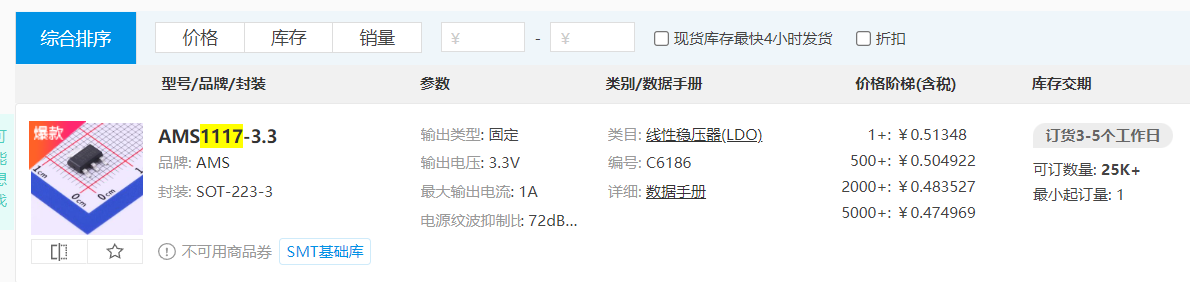 综合排序 价格 库存 销量 ¥ - ¥ 现货库存最快4小时发货 折扣
型号/品牌/封装 参数 类别/数据手册 价格阶梯(含税) 库存交期
爆款
AMS1117-3.3
品牌: AMS
封装: SOT-223-3
不可用商品券 SMT基础库
输出类型: 固定
输出电压: 3.3V
最大输出电流: 1A
电源纹波抑制比: 72dB...
类目: 线性稳压器(LDO)
编号: C6186
详细: 数据手册
1+: ¥0.51348
500+: ¥0.504922
2000+: ¥0.483527
5000+: ¥0.474969
订货3-5个工作日
可订数量: 25K+
最小起订量: 1
1cm
0
0
cm
1
可
能
想
找